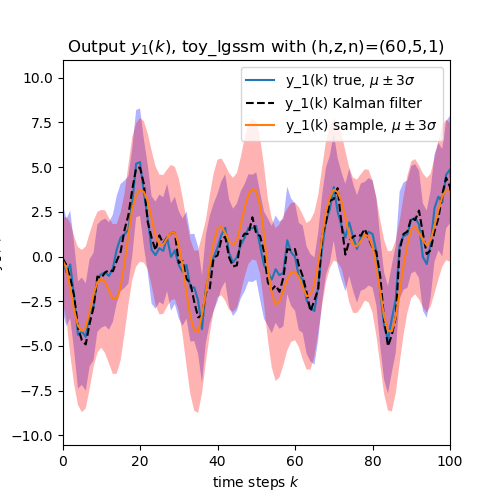 Output y₁(k), toy_lgssm with (h,z,n)=(60,5,1)
y_1(k) true, μ ± 3σ
y_1(k) Kalman filter
y_1(k) sample, μ ± 3σ
10.0
7.5
5.0
2.5
0.0
−2.5
−5.0
−7.5
−10.0
0 20 40 60 80 100
time steps k